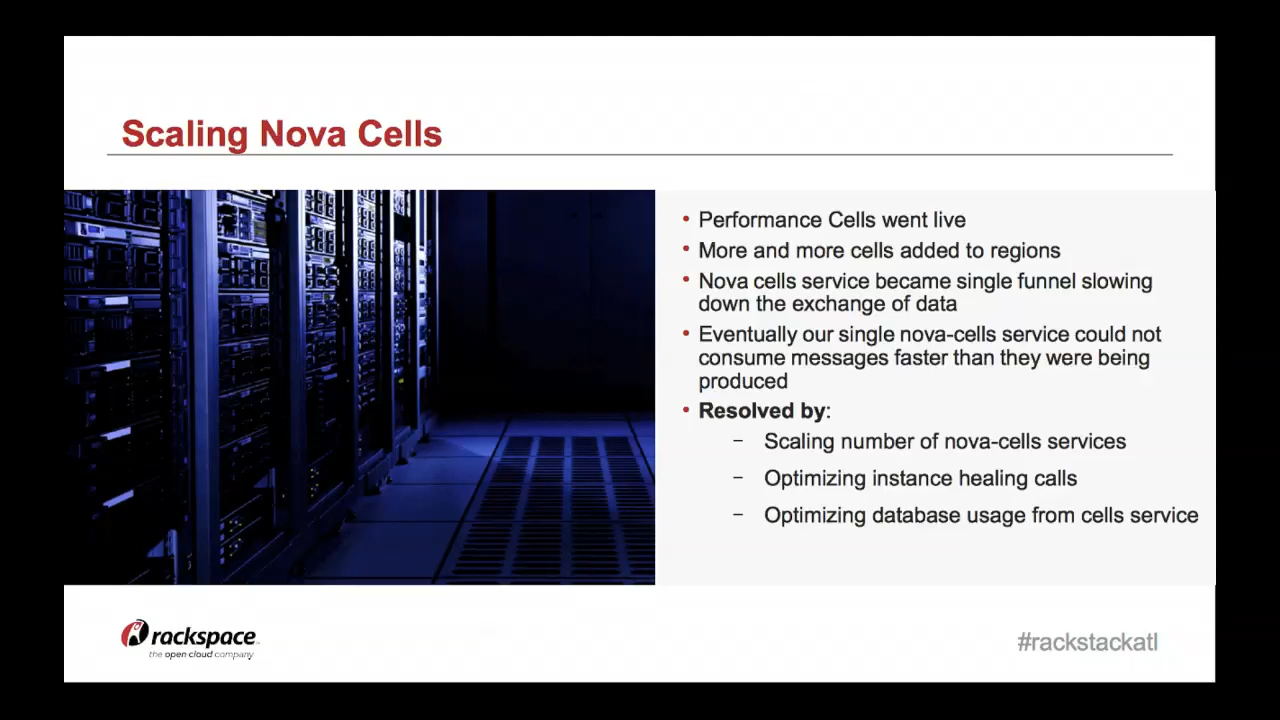 Scaling Nova Cells
• Performance Cells went live
• More and more cells added to regions
• Nova cells service became single funnel slowing
down the exchange of data
• Eventually our single nova-cells service could not
consume messages faster than they were being
produced
• Resolved by:
– Scaling number of nova-cells services
– Optimizing instance healing calls
– Optimizing database usage from cells service
rackspace
the open cloud company
#rackstackatl